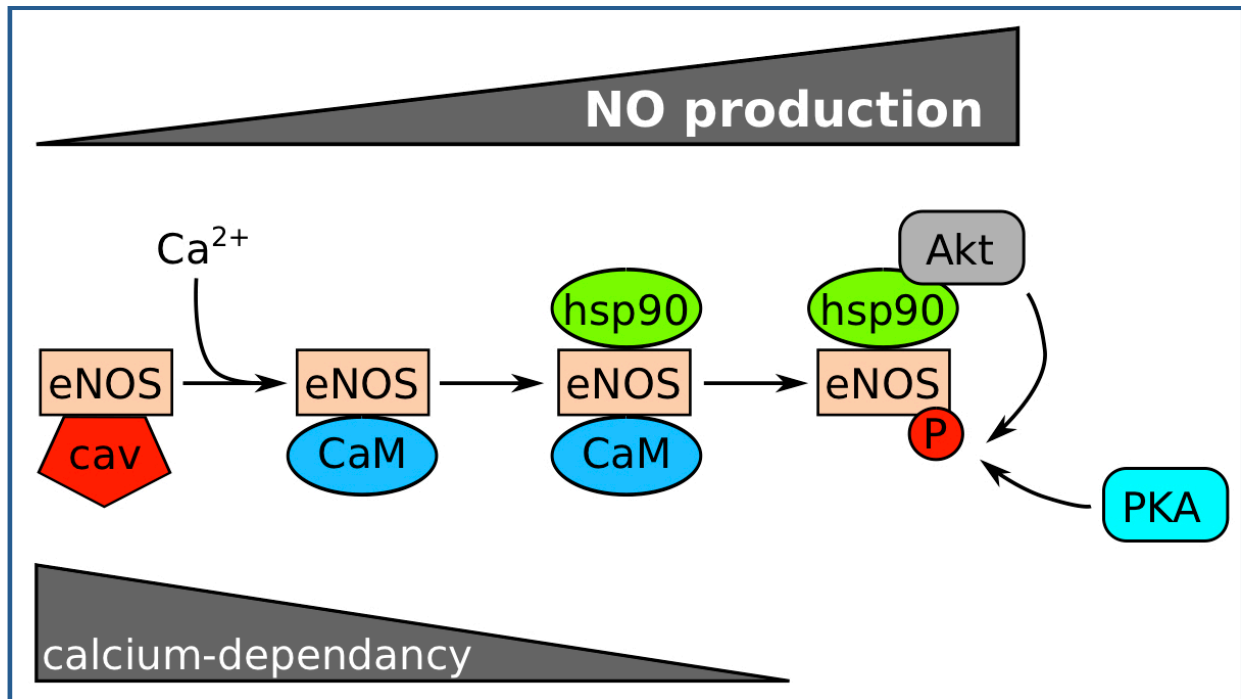 NO production
Ca²⁺
Akt
hsp90
hsp90
eNOS
eNOS
eNOS
eNOS
cav
CaM
CaM
P
PKA
calcium-dependancy